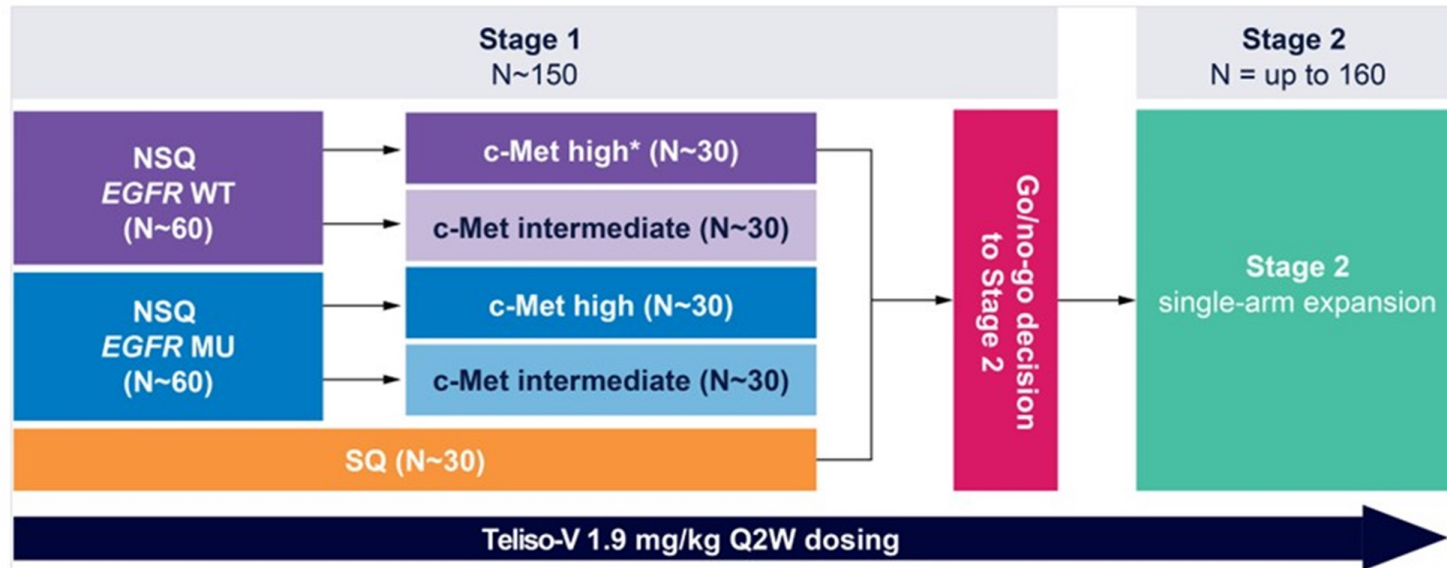 Stage 1
N~150
Stage 2
N = up to 160
NSQ
EGFR WT
(N~60)
c-Met high* (N~30)
c-Met intermediate (N~30)
NSQ
EGFR MU
(N~60)
c-Met high (N~30)
c-Met intermediate (N~30)
SQ (N~30)
Go/no-go decision
to Stage 2
Stage 2
single-arm expansion
Teliso-V 1.9 mg/kg Q2W dosing